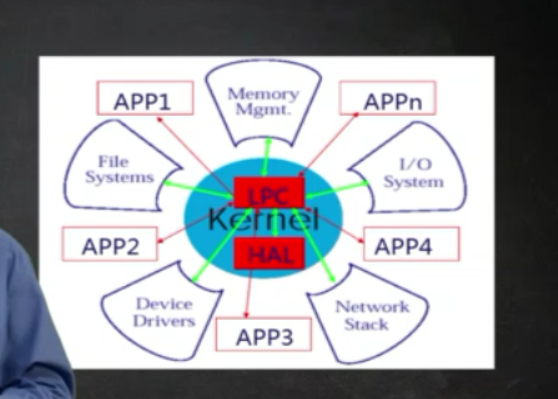 APP1
Memory
Mgmt.
APPn
File
Systems
I/O
System
LPC
Kernel
HAL
APP2
APP4
Device
Drivers
APP3
Network
Stack